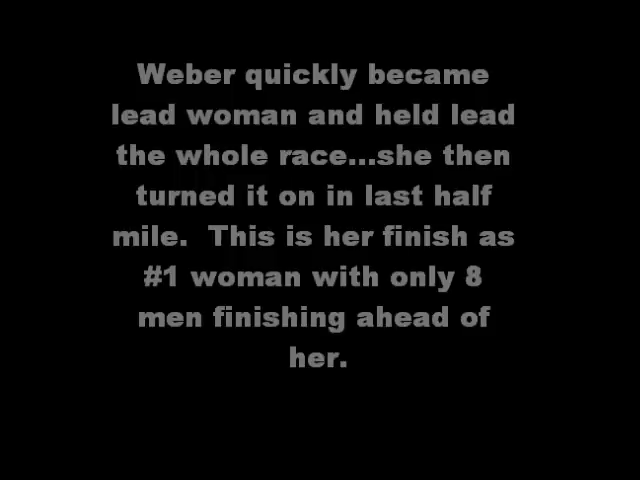 Weber quickly became
lead woman and held lead
the whole race...she then
turned it on in last half
mile.  This is her finish as
#1 woman with only 8
men finishing ahead of
her.